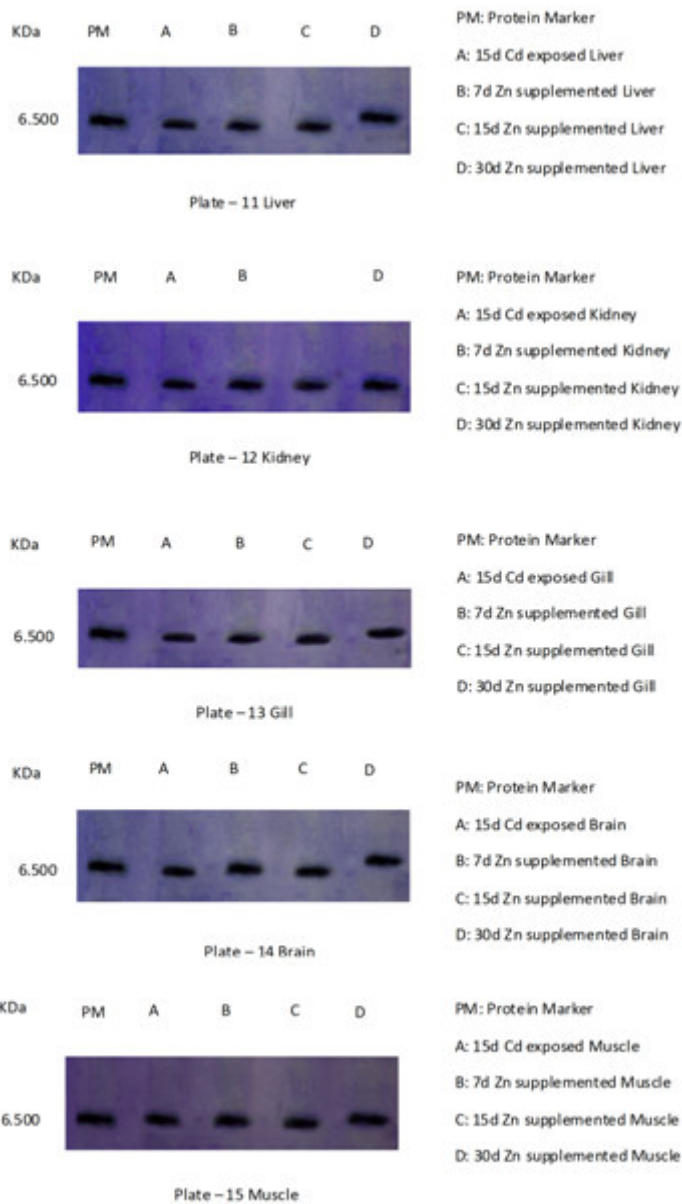 KDa PM A B C D
6.500
Plate – 11 Liver
PM: Protein Marker
A: 15d Cd exposed Liver
B: 7d Zn supplemented Liver
C: 15d Zn supplemented Liver
D: 30d Zn supplemented Liver
KDa PM A B D
6.500
Plate – 12 Kidney
PM: Protein Marker
A: 15d Cd exposed Kidney
B: 7d Zn supplemented Kidney
C: 15d Zn supplemented Kidney
D: 30d Zn supplemented Kidney
KDa PM A B C D
6.500
Plate – 13 Gill
PM: Protein Marker
A: 15d Cd exposed Gill
B: 7d Zn supplemented Gill
C: 15d Zn supplemented Gill
D: 30d Zn supplemented Gill
KDa PM A B C D
6.500
Plate – 14 Brain
PM: Protein Marker
A: 15d Cd exposed Brain
B: 7d Zn supplemented Brain
C: 15d Zn supplemented Brain
D: 30d Zn supplemented Brain
KDa PM A B C D
6.500
Plate – 15 Muscle
PM: Protein Marker
A: 15d Cd exposed Muscle
B: 7d Zn supplemented Muscle
C: 15d Zn supplemented Muscle
D: 30d Zn supplemented Muscle